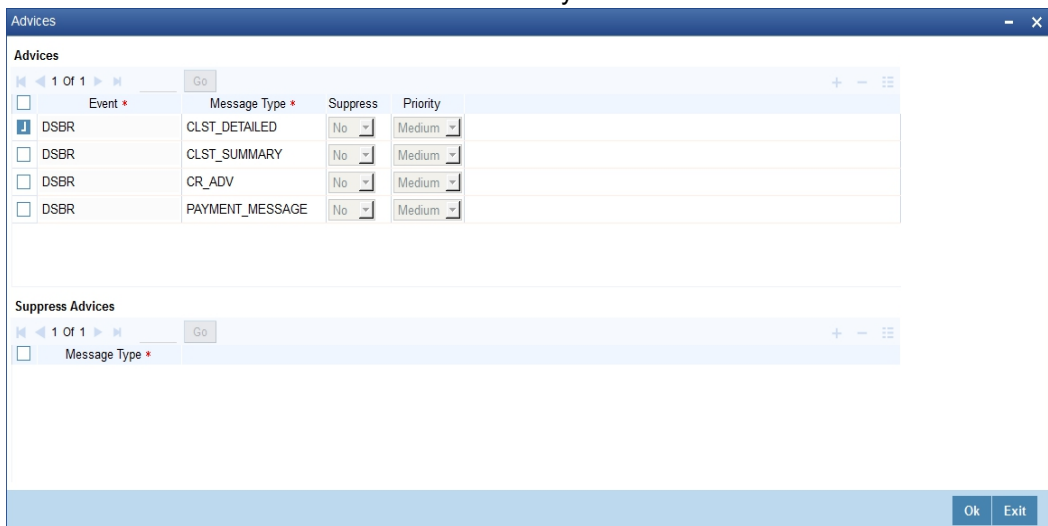 Advices
Advices
1 Of 1 Go
Event * Message Type * Suppress Priority
DSBR CLST_DETAILED No Medium
DSBR CLST_SUMMARY No Medium
DSBR CR_ADV No Medium
DSBR PAYMENT_MESSAGE No Medium
Suppress Advices
1 Of 1 Go
Message Type *
Ok Exit